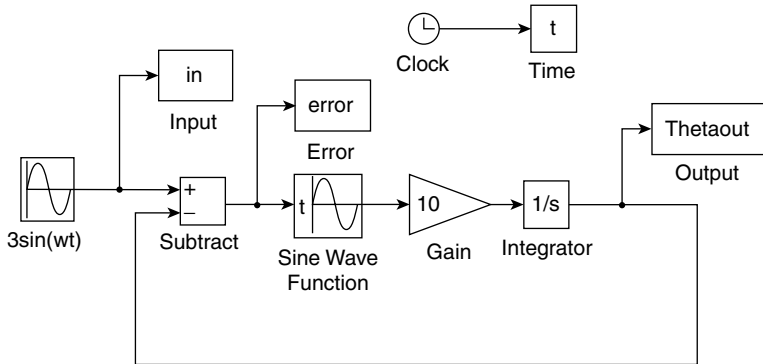 t
Clock
Time
in
Input
error
Error
Thetaout
Output
3sin(wt)
+
−
Subtract
t
Sine Wave
Function
10
Gain
1/s
Integrator